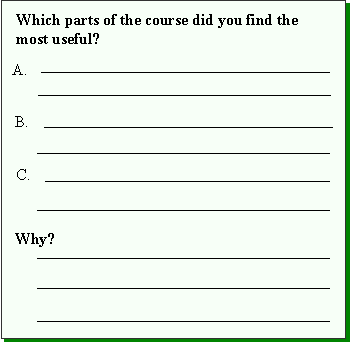 Which parts of the course did you find the
most useful?
A.
B.
C.
Why?